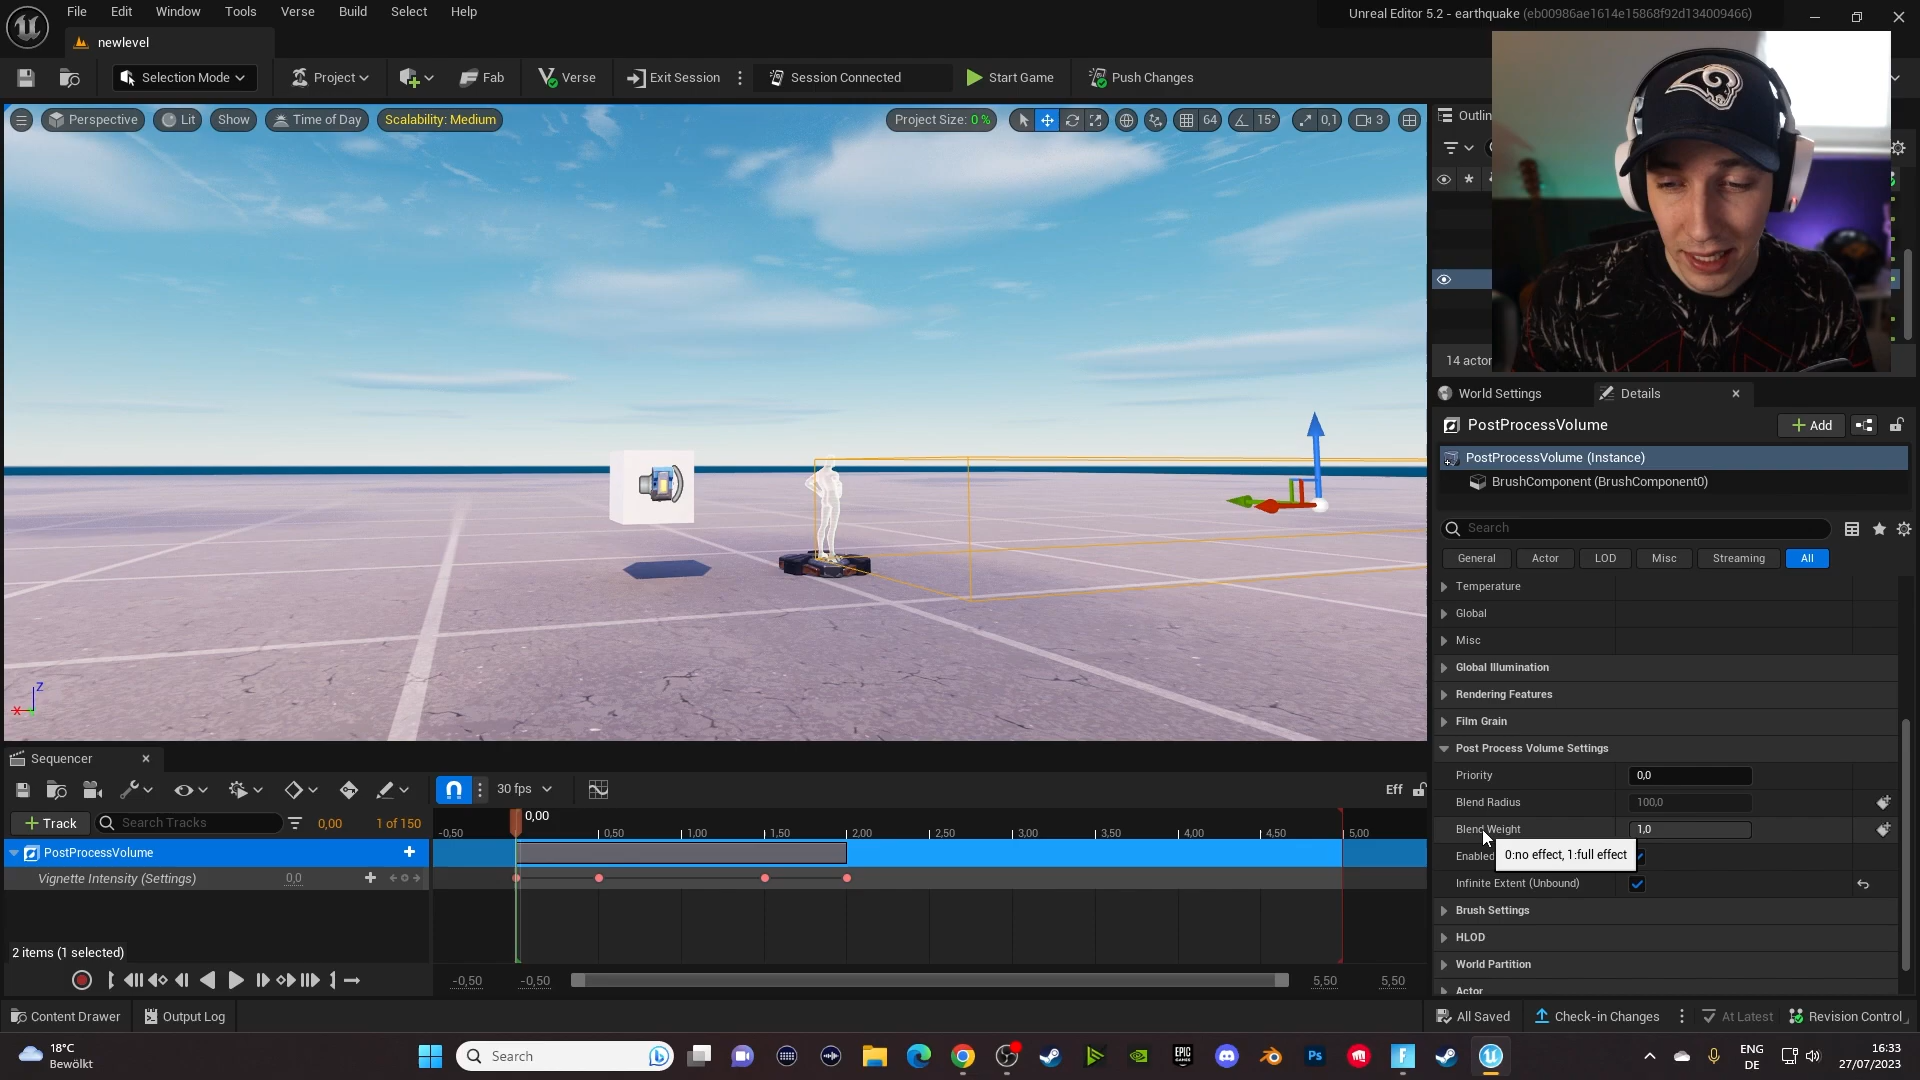 File Edit Window Tools Verse Build Select Help
Unreal Editor 5.2 - earthquake (eb00986ae1614e15868f92d134009466)
newlevel
Selection Mode
Project
Fab
Verse
Exit Session
Session Connected
Start Game
Push Changes
Perspective
Lit
Show
Time of Day
Scalability: Medium
Project Size: 0 %
64
15°
0,1
3
Outlin
14 actor
World Settings
Details
PostProcessVolume
Add
PostProcessVolume (Instance)
BrushComponent (BrushComponent0)
Search
General
Actor
LOD
Misc
Streaming
All
Temperature
Global
Misc
Global Illumination
Rendering Features
Film Grain
Post Process Volume Settings
Priority 0,0
Blend Radius 100,0
Blend Weight 1,0
Enabled
0:no effect, 1:full effect
Infinite Extent (Unbound)
Brush Settings
HLOD
World Partition
Actor
X
Z
Sequencer
30 fps
Eff
Track
Search Tracks
0,00
1 of 150
0,00
-0,50 0,50 1,00 1,50 2,00 2,50 3,00 3,50 4,00 4,50 5,00
PostProcessVolume
Vignette Intensity (Settings) 0,0
2 items (1 selected)
-0,50 -0,50 5,50 5,50
Content Drawer
Output Log
All Saved
Check-in Changes
At Latest
Revision Control
18°C
Bewölkt
Search
EPIC
GAMES
Ps
ENG
DE
16:33
27/07/2023